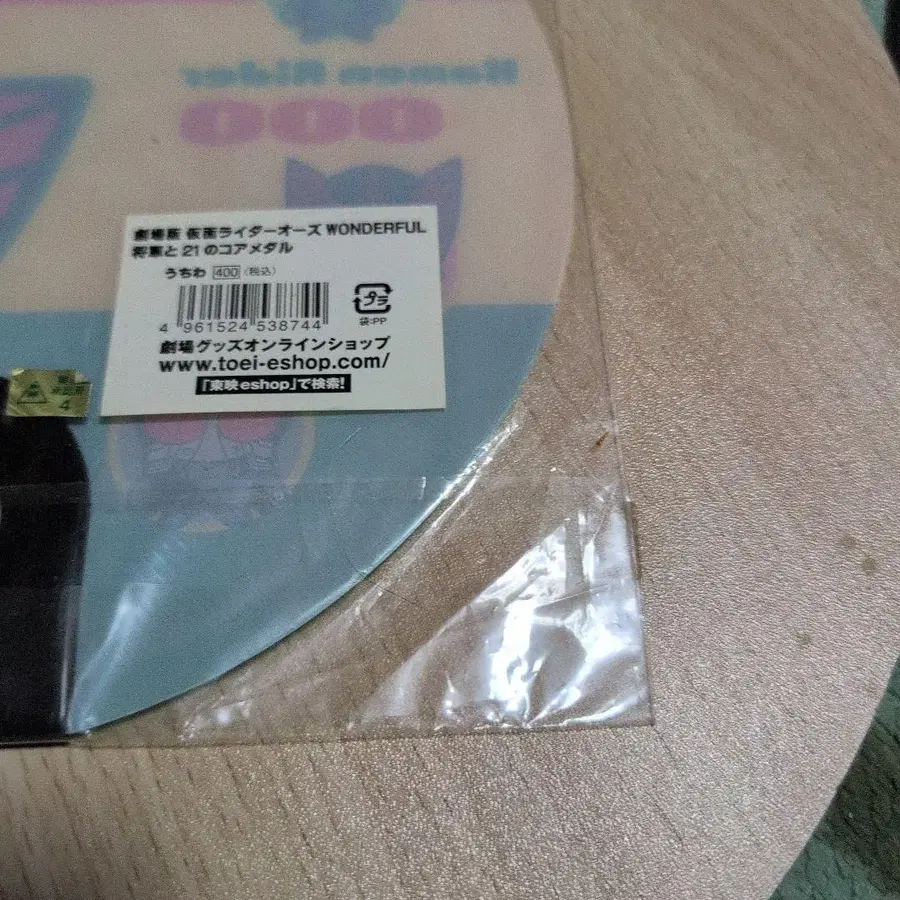 Kamen Rider
OOO
劇場版 仮面ライダーオーズ WONDERFUL
将軍と21のコアメダル
うちわ 400 (税込)
プラ
袋:PP
4 961524 538744
劇場グッズオンラインショップ
www.toei-eshop.com/
「東映eshop」で検索!
4